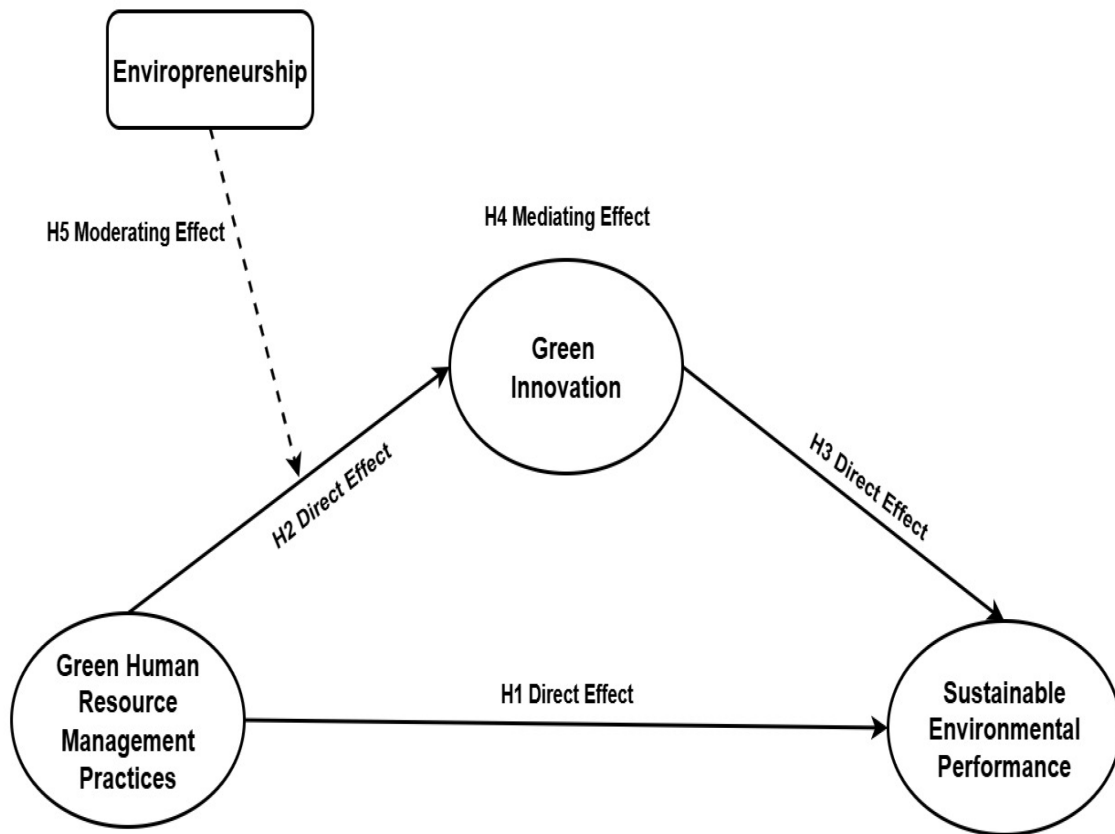 Enviropreneurship
H5 Moderating Effect
H4 Mediating Effect
Green
Innovation
H2 Direct Effect
H3 Direct Effect
Green Human
Resource
Management
Practices
H1 Direct Effect
Sustainable
Environmental
Performance